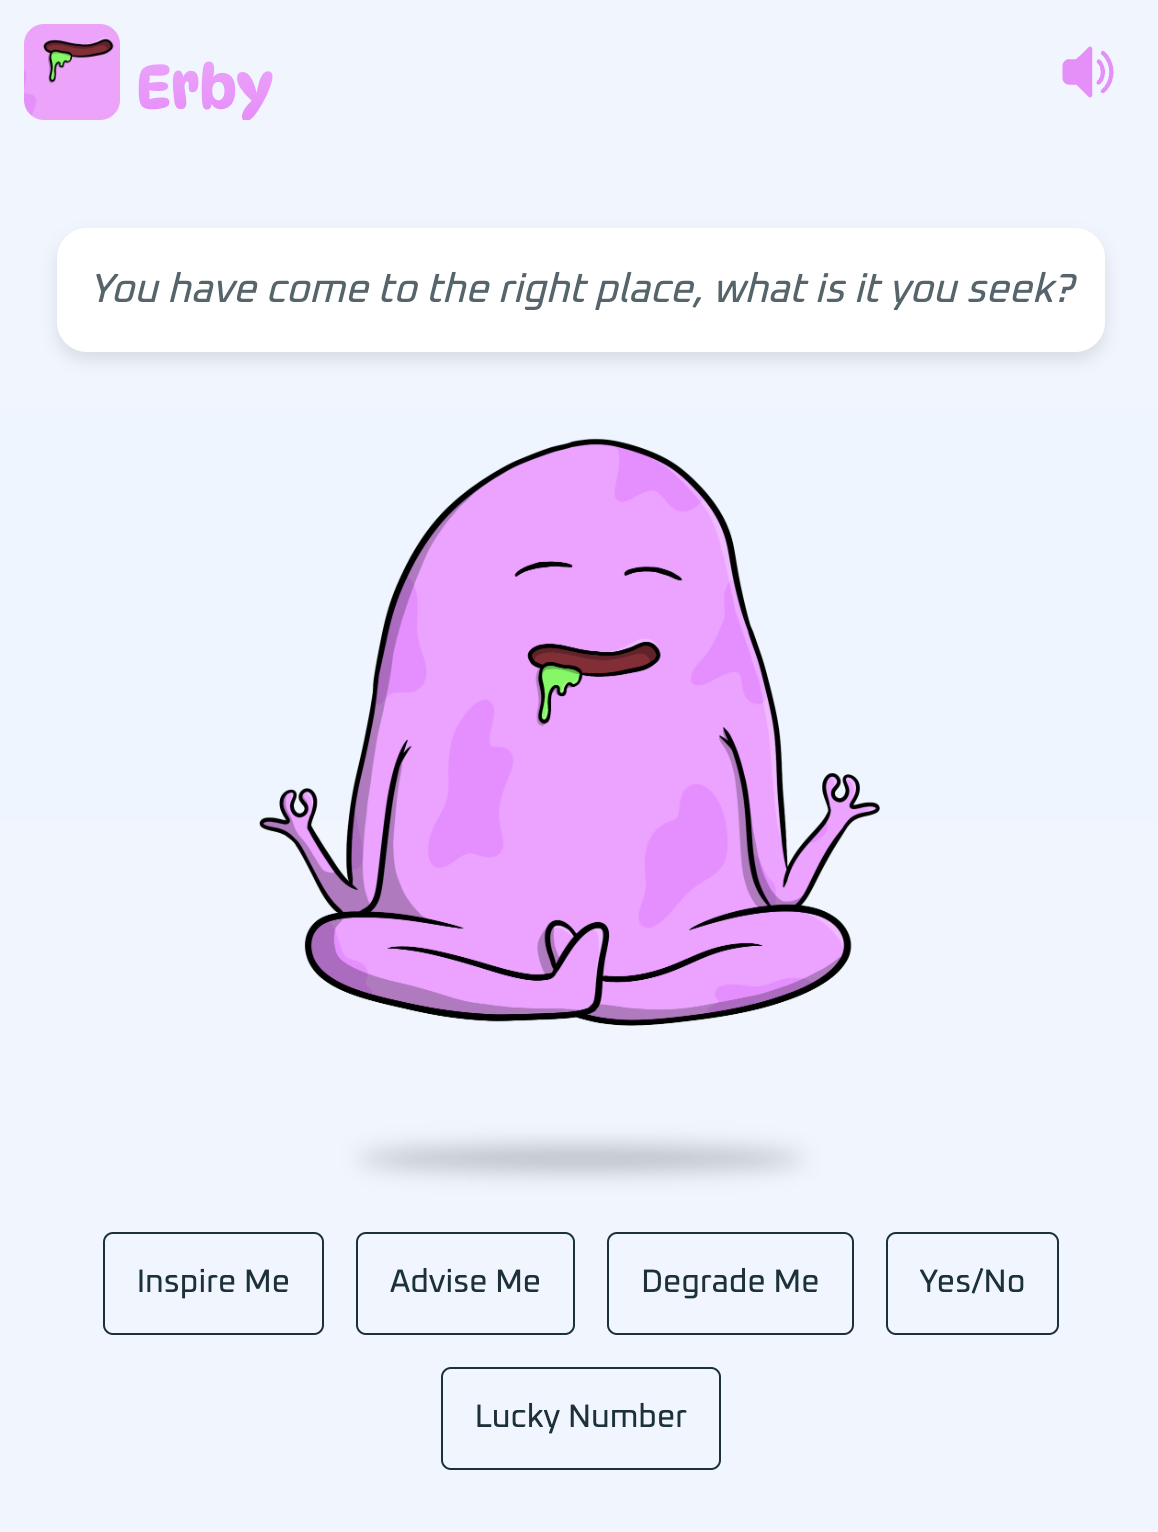 Erby
You have come to the right place, what is it you seek?
Inspire Me
Advise Me
Degrade Me
Yes/No
Lucky Number